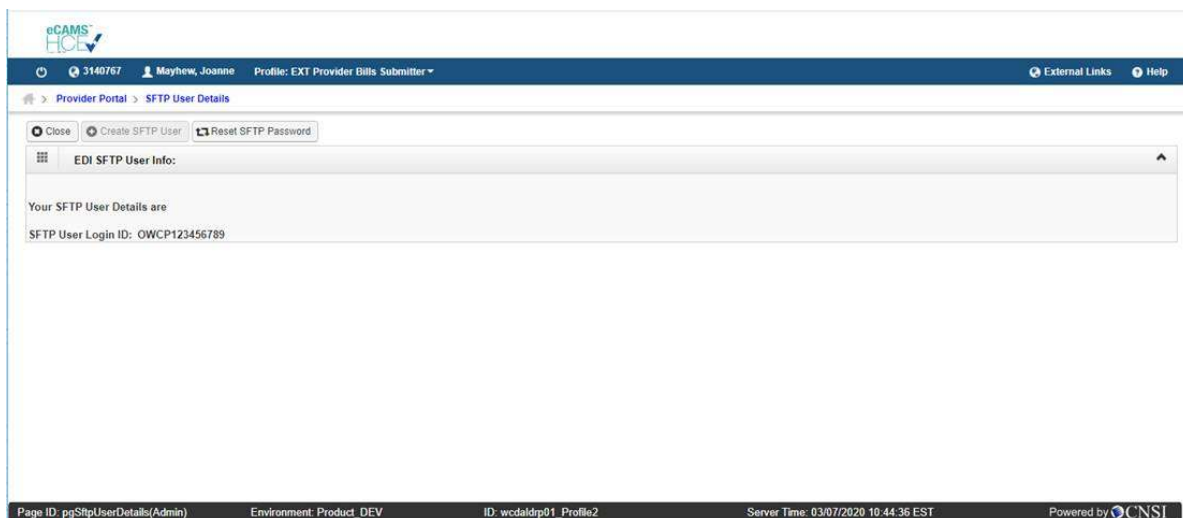 eCAMS
HCE
3140767 Mayhew, Joanne Profile: EXT Provider Bills Submitter External Links Help
> Provider Portal > SFTP User Details
Close Create SFTP User Reset SFTP Password
EDI SFTP User Info:
Your SFTP User Details are
SFTP User Login ID: OWCP123456789
Page ID: pgSftpUserDetails(Admin) Environment: Product_DEV ID: wcdaldrp01_Profile2 Server Time: 03/07/2020 10:44:36 EST Powered by CNSI